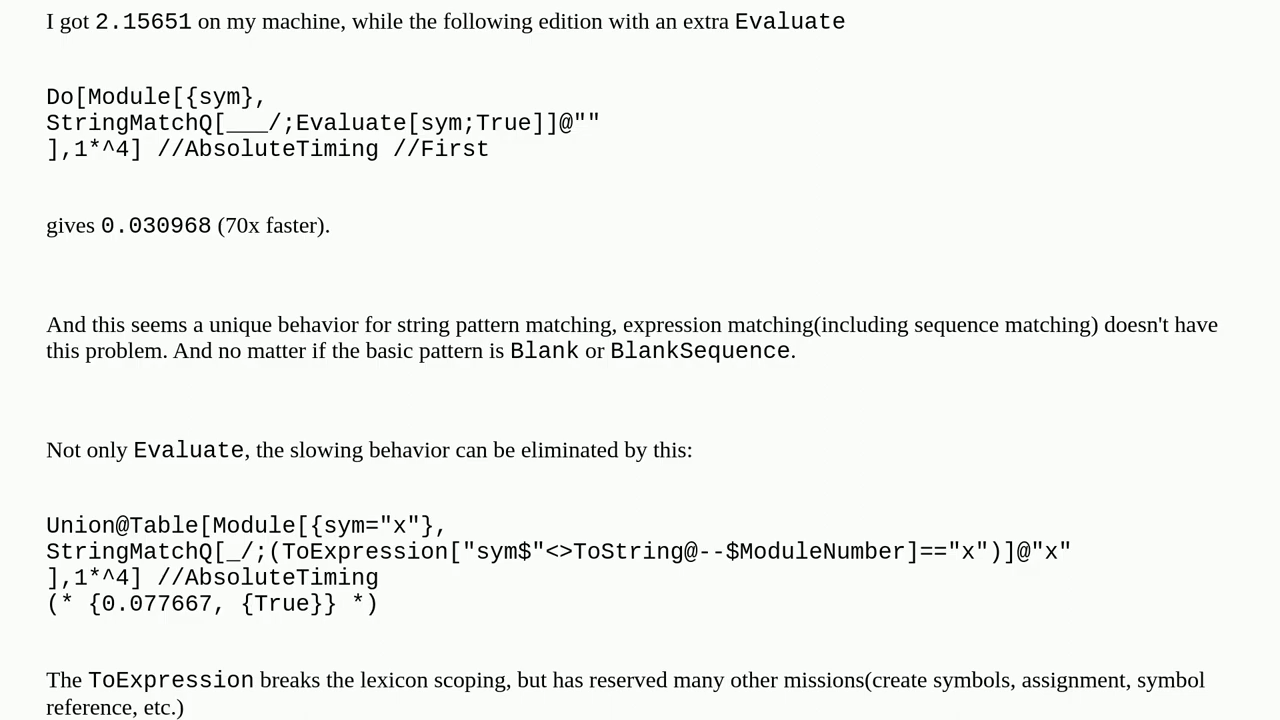 I got 2.15651 on my machine, while the following edition with an extra Evaluate
Do[Module[{sym},
StringMatchQ[___/;Evaluate[sym;True]]@""
],1*^4] //AbsoluteTiming //First
gives 0.030968 (70x faster).
And this seems a unique behavior for string pattern matching, expression matching(including sequence matching) doesn't have
this problem. And no matter if the basic pattern is Blank or BlankSequence.
Not only Evaluate, the slowing behavior can be eliminated by this:
Union@Table[Module[{sym="x"},
StringMatchQ[_/;(ToExpression["sym$"<>ToString@--$ModuleNumber]=="x")]@"x"
],1*^4] //AbsoluteTiming
(* {0.077667, {True}} *)
The ToExpression breaks the lexicon scoping, but has reserved many other missions(create symbols, assignment, symbol
reference, etc.)